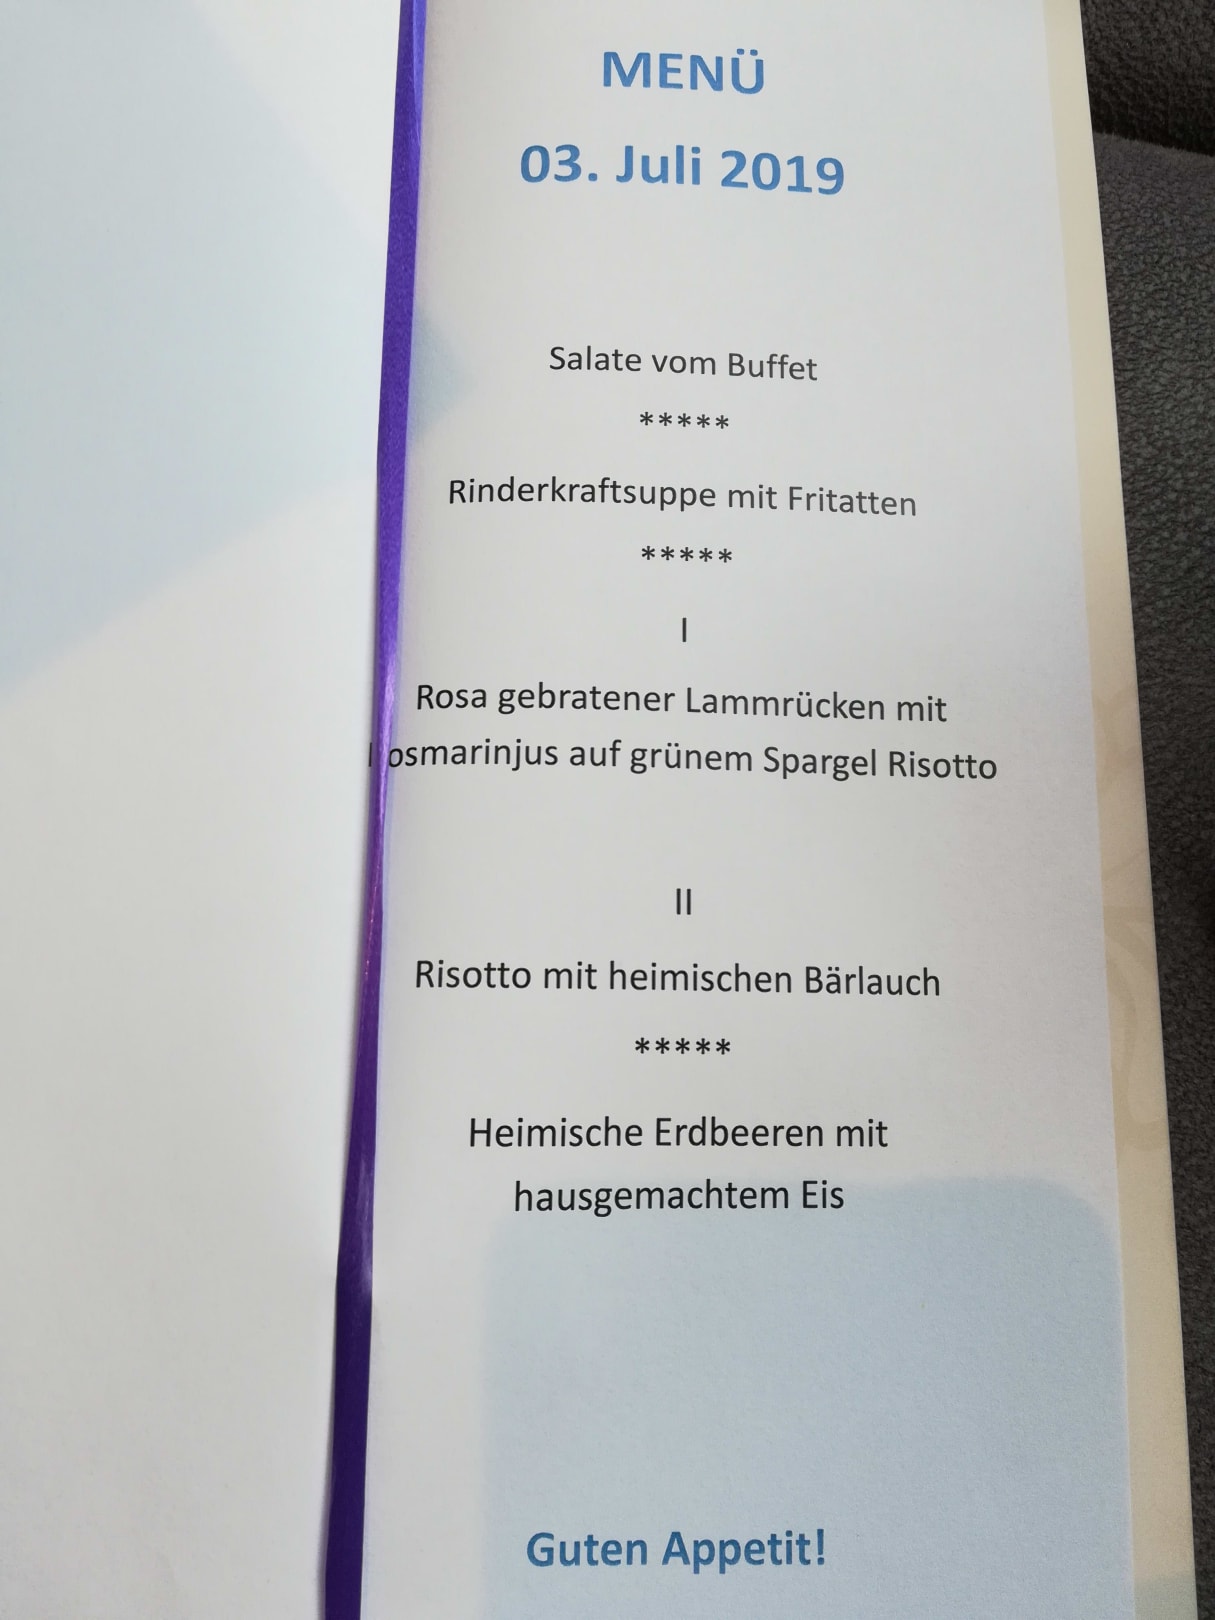 MENÜ
03. Juli 2019
Salate vom Buffet
*****
Rinderkraftsuppe mit Fritatten
*****
I
Rosa gebratener Lammrücken mit
Rosmarinjus auf grünem Spargel Risotto
II
Risotto mit heimischen Bärlauch
*****
Heimische Erdbeeren mit
hausgemachtem Eis
Guten Appetit!